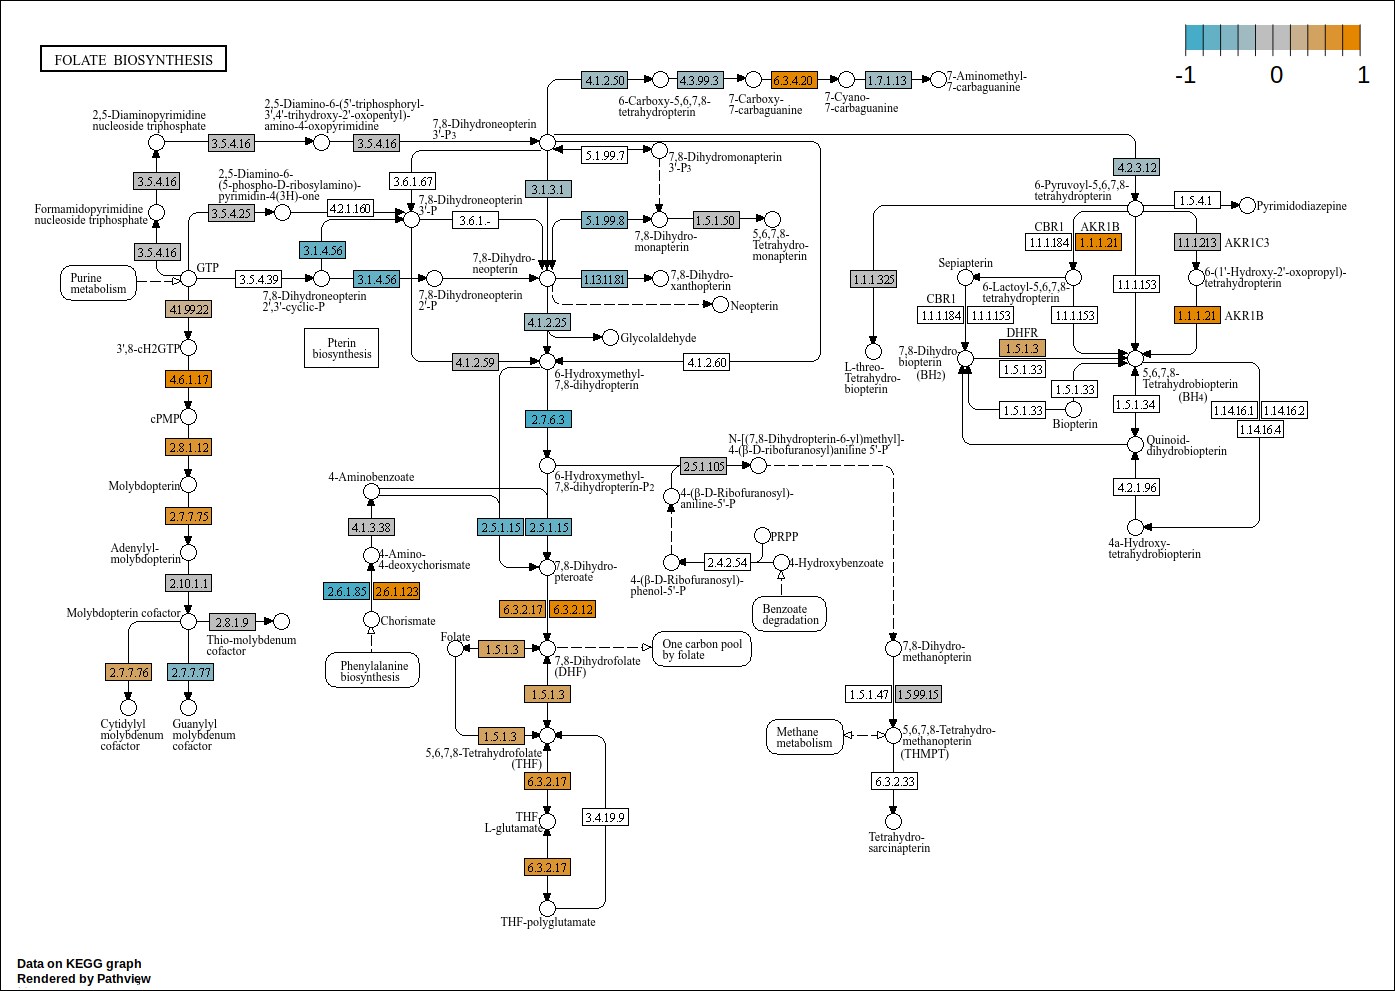 FOLATE BIOSYNTHESIS
-1
0
1
4.1.2.50
4.3.99.3
6.3.4.20
1.7.1.13
7-Aminomethyl-
7-carbaguanine
6-Carboxy-5,6,7,8-
tetrahydropterin
7-Carboxy-
7-carbaguanine
7-Cyano-
7-carbaguanine
2,5-Diaminopyrimidine
nucleoside triphosphate
2,5-Diamino-6-(5'-triphosphoryl-
3',4'-trihydroxy-2'-oxopentyl)-
amino-4-oxopyrimidine
7,8-Dihydroneopterin
3'-P3
3.5.4.16
3.5.4.16
5.1.99.7
7,8-Dihydromonapterin
3'-P3
4.2.3.12
3.5.4.16
2,5-Diamino-6-
(5-phospho-D-ribosylamino)-
pyrimidin-4(3H)-one
3.6.1.67
3.1.3.1
6-Pyruvoyl-5,6,7,8-
tetrahydropterin
1.5.4.1
Pyrimidodiazepine
Formamidopyrimidine
nucleoside triphosphate
3.5.4.25
4.2.1.160
7,8-Dihydroneopterin
3'-P
3.6.1.-
5.1.99.8
1.5.1.50
7,8-Dihydro-
monapterin
5,6,7,8-
Tetrahydro-
monapterin
CBR1
AKR1B
1.1.1.184
1.1.1.21
1.1.1.213
AKR1C3
3.5.4.16
3.1.4.56
Purine
metabolism
GTP
3.5.4.39
3.1.4.56
7,8-Dihydro-
neopterin
1.13.11.81
7,8-Dihydro-
xanthopterin
1.1.1.325
Sepiapterin
6-Lactoyl-5,6,7,8-
tetrahydropterin
1.1.1.153
6-(1'-Hydroxy-2'-oxopropyl)-
tetrahydropterin
7,8-Dihydroneopterin
2',3'-cyclic-P
7,8-Dihydroneopterin
2'-P
Neopterin
4.1.99.22
CBR1
1.1.1.184
1.1.1.153
1.1.1.153
1.1.1.21
AKR1B
4.1.2.25
Glycolaldehyde
Pterin
biosynthesis
3',8-cH2GTP
4.1.2.59
4.1.2.60
DHFR
1.5.1.3
1.5.1.33
7,8-Dihydro-
biopterin
(BH2)
L-threo-
Tetrahydro-
biopterin
6-Hydroxymethyl-
7,8-dihydropterin
5,6,7,8-
Tetrahydrobiopterin
(BH4)
4.6.1.17
1.5.1.33
1.5.1.33
Biopterin
1.5.1.34
1.14.16.1
1.14.16.2
1.14.16.4
cPMP
2.7.6.3
2.8.1.12
N-[(7,8-Dihydropterin-6-yl)methyl]-
4-(β-D-ribofuranosyl)aniline 5'-P
Quinoid-
dihydrobiopterin
2.5.1.105
6-Hydroxymethyl-
7,8-dihydropterin-P2
4-Aminobenzoate
Molybdopterin
4-(β-D-Ribofuranosyl)-
aniline-5'-P
4.2.1.96
2.7.7.75
4.1.3.38
2.5.1.15
2.5.1.15
4a-Hydroxy-
tetrahydrobiopterin
PRPP
Adenylyl-
molybdopterin
4-Amino-
4-deoxychorismate
7,8-Dihydro-
pteroate
2.4.2.54
4-Hydroxybenzoate
4-(β-D-Ribofuranosyl)-
phenol-5'-P
2.10.1.1
2.6.1.85
2.6.1.123
6.3.2.17
6.3.2.12
Benzoate
degradation
Molybdopterin cofactor
2.8.1.9
Thio-molybdenum
cofactor
Chorismate
Folate
1.5.1.3
7,8-Dihydrofolate
(DHF)
One carbon pool
by folate
7,8-Dihydro-
methanopterin
2.7.7.76
2.7.7.77
Phenylalanine
biosynthesis
1.5.1.3
1.5.1.47
1.5.99.15
Cytidylyl
molybdenum
cofactor
Guanylyl
molybdenum
cofactor
1.5.1.3
5,6,7,8-Tetrahydrofolate
(THF)
Methane
metabolism
5,6,7,8-Tetrahydro-
methanopterin
(THMPT)
6.3.2.17
6.3.2.33
THF
L-glutamate
3.4.19.9
Tetrahydro-
sarcinapterin
6.3.2.17
THF-polyglutamate
Data on KEGG graph
Rendered by Pathview